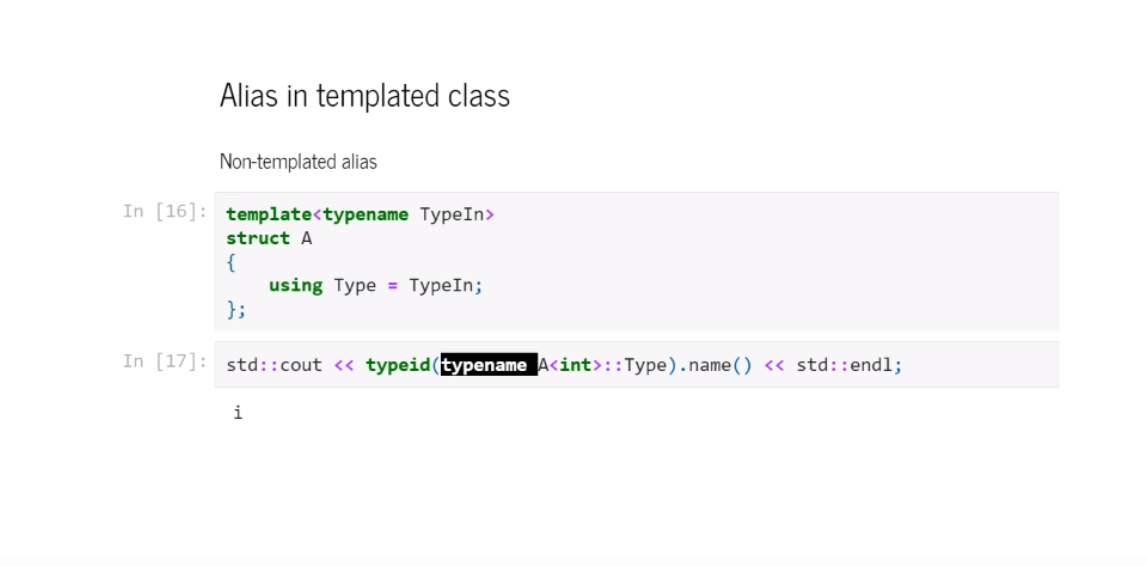 Alias in templated class
Non-templated alias
In [16]: template<typename TypeIn>
struct A
{
    using Type = TypeIn;
};
In [17]: std::cout << typeid(typename A<int>::Type).name() << std::endl;
i